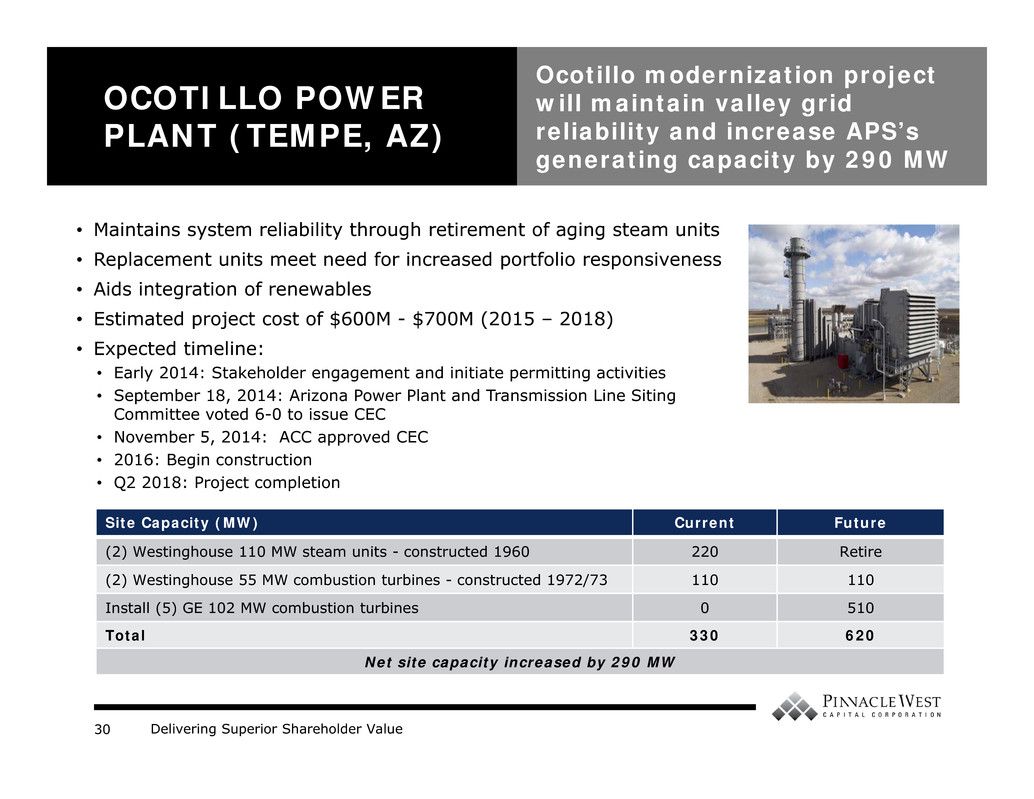 OCOTILLO POWER
PLANT (TEMPE, AZ)
Ocotillo modernization project
will maintain valley grid
reliability and increase APS’s
generating capacity by 290 MW
• Maintains system reliability through retirement of aging steam units
• Replacement units meet need for increased portfolio responsiveness
• Aids integration of renewables
• Estimated project cost of $600M - $700M (2015 – 2018)
• Expected timeline:
• Early 2014: Stakeholder engagement and initiate permitting activities
• September 18, 2014: Arizona Power Plant and Transmission Line Siting
Committee voted 6-0 to issue CEC
• November 5, 2014: ACC approved CEC
• 2016: Begin construction
• Q2 2018: Project completion
Site Capacity (MW) Current Future
(2) Westinghouse 110 MW steam units - constructed 1960 220 Retire
(2) Westinghouse 55 MW combustion turbines - constructed 1972/73 110 110
Install (5) GE 102 MW combustion turbines 0 510
Total 330 620
Net site capacity increased by 290 MW
PINNACLE WEST
CAPITAL CORPORATION
30 Delivering Superior Shareholder Value